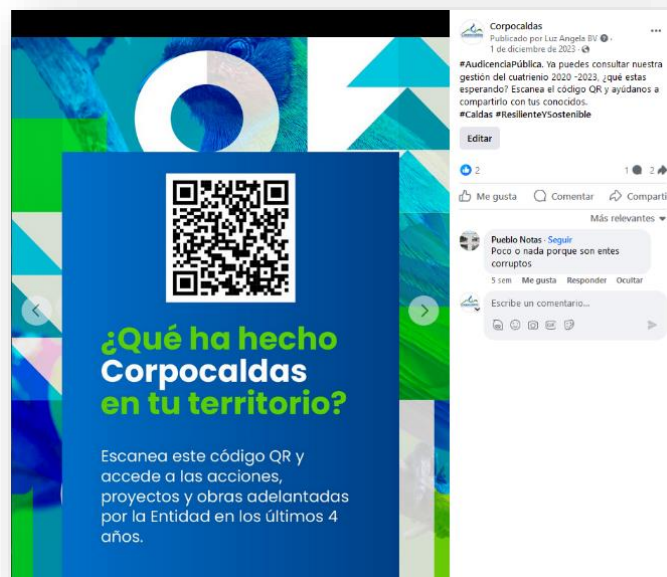 ¿Qué ha hecho
Corpocaldas
en tu territorio?
Escanea este código QR y
accede a las acciones,
proyectos y obras adelantadas
por la Entidad en los últimos 4
años.
Corpocaldas
Publicado por Luz Angela BV
1 de diciembre de 2023
#AudicenciaPública. Ya puedes consultar nuestra
gestión del cuatrienio 2020 -2023, ¿qué estas
esperando? Escanea el código QR y ayúdanos a
compartirlo con tus conocidos.
#Caldas #ResilienteYSostenible
Editar
2
1 2
Me gusta Comentar Comparti
Más relevantes
Pueblo Notas · Seguir
Poco o nada porque son entes
corruptos
5 sem Me gusta Responder Ocultar
Escribe un comentario...